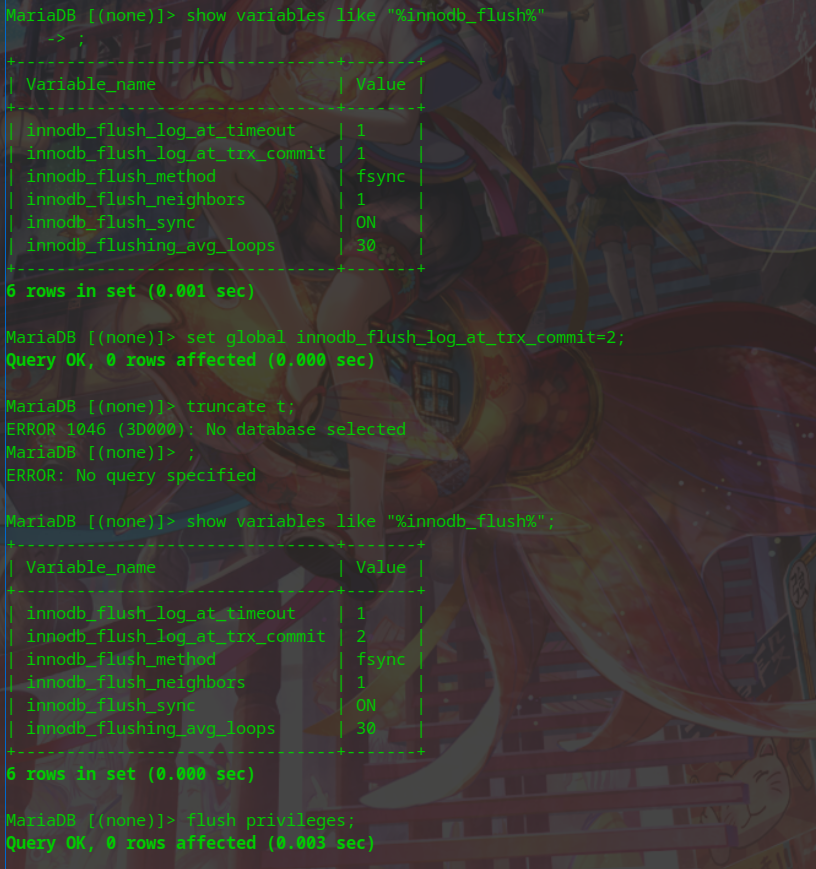 MariaDB [(none)]> show variables like "%innodb_flush%"
    -> ;
+--------------------------------+-------+
| Variable_name                  | Value |
+--------------------------------+-------+
| innodb_flush_log_at_timeout    | 1     |
| innodb_flush_log_at_trx_commit | 1     |
| innodb_flush_method            | fsync |
| innodb_flush_neighbors         | 1     |
| innodb_flush_sync              | ON    |
| innodb_flushing_avg_loops      | 30    |
+--------------------------------+-------+
6 rows in set (0.001 sec)

MariaDB [(none)]> set global innodb_flush_log_at_trx_commit=2;
Query OK, 0 rows affected (0.000 sec)

MariaDB [(none)]> truncate t;
ERROR 1046 (3D000): No database selected
MariaDB [(none)]> ;
ERROR: No query specified

MariaDB [(none)]> show variables like "%innodb_flush%";
+--------------------------------+-------+
| Variable_name                  | Value |
+--------------------------------+-------+
| innodb_flush_log_at_timeout    | 1     |
| innodb_flush_log_at_trx_commit | 2     |
| innodb_flush_method            | fsync |
| innodb_flush_neighbors         | 1     |
| innodb_flush_sync              | ON    |
| innodb_flushing_avg_loops      | 30    |
+--------------------------------+-------+
6 rows in set (0.000 sec)

MariaDB [(none)]> flush privileges;
Query OK, 0 rows affected (0.003 sec)